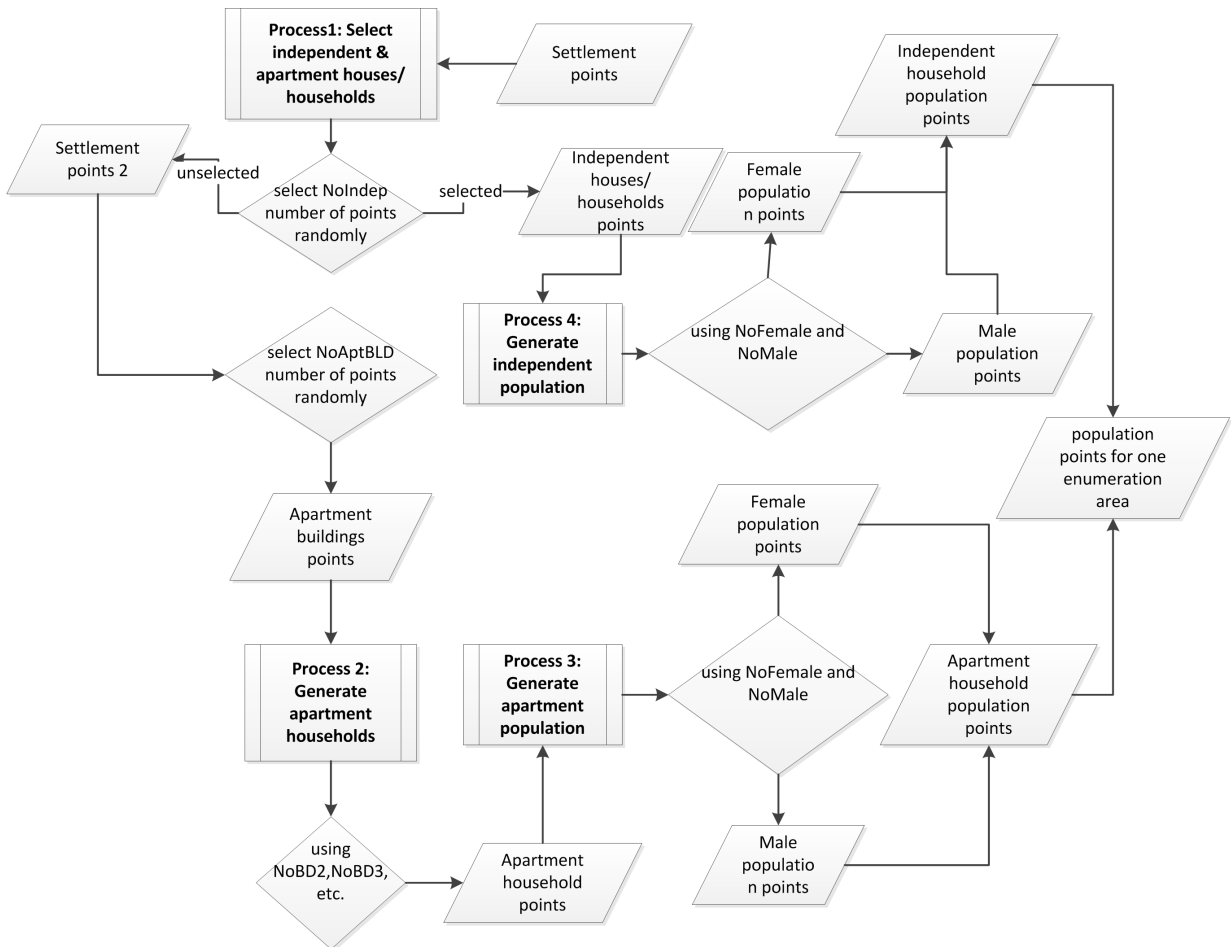 Process1: Select
independent &
apartment houses/
households
Settlement
points
Independent
household
population
points
Settlement
points 2
unselected
select NoIndep
number of points
randomly
selected
Independent
houses/
households
points
Female
populatio
n points
Process 4:
Generate
independent
population
using NoFemale and
NoMale
Male
population
points
select NoAptBLD
number of points
randomly
population
points for one
enumeration
area
Apartment
buildings
points
Female
population
points
Process 2:
Generate
apartment
households
Process 3:
Generate
apartment
population
using NoFemale and
NoMale
Apartment
household
population
points
using
NoBD2,NoBD3,
etc.
Apartment
household
points
Male
populatio
n points